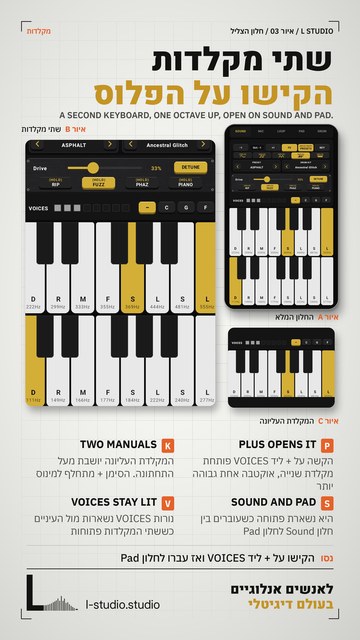 L STUDIO / איור 03 / חלון הצליל
מקלדות
שתי מקלדות
הקישו על הפלוס
A SECOND KEYBOARD, ONE OCTAVE UP, OPEN ON SOUND AND PAD.
איור B שתי מקלדות
ASPHALT
Ancestral Glitch
Drive 33% DETUNE
(HOLD) RIP
(HOLD) FUZZ
(HOLD) PHAZ
(HOLD) PIANO
VOICES − C G F
D R M F S L
D R M F S L
איור A החלון המלא
איור C המקלדת העליונה
P PLUS OPENS IT
הקשה על + ליד VOICES פותחת
מקלדת שנייה, אוקטבה אחת גבוהה
יותר
K TWO MANUALS
המקלדת העליונה יושבת מעל
התחתונה. הסימן + מתחלף למינוס
S SOUND AND PAD
היא נשארת פתוחה כשעוברים בין
חלון Sound לחלון Pad
V VOICES STAY LIT
נורות VOICES נשארות מול העיניים
כששתי המקלדות פתוחות
נסו הקישו על + ליד VOICES ואז עברו לחלון Pad
לאנשים אנלוגיים
בעולם דיגיטלי
L l-studio.studio